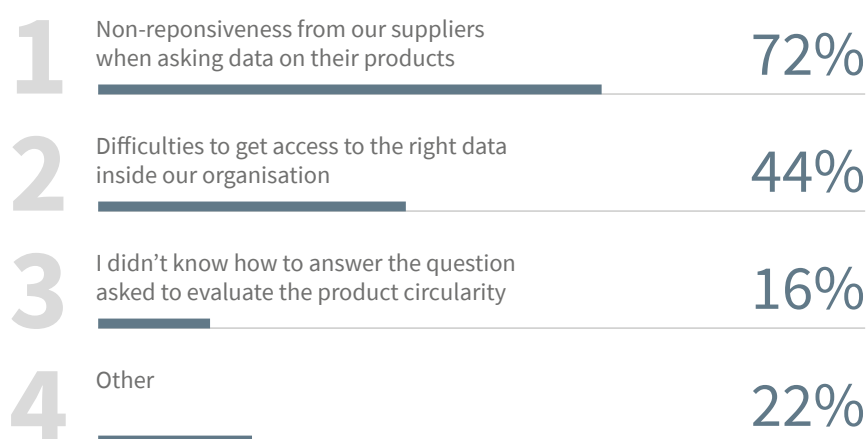 1
Non-reponsiveness from our suppliers
when asking data on their products
72%
2
Difficulties to get access to the right data
inside our organisation
44%
3
I didn’t know how to answer the question
asked to evaluate the product circularity
16%
4
Other
22%